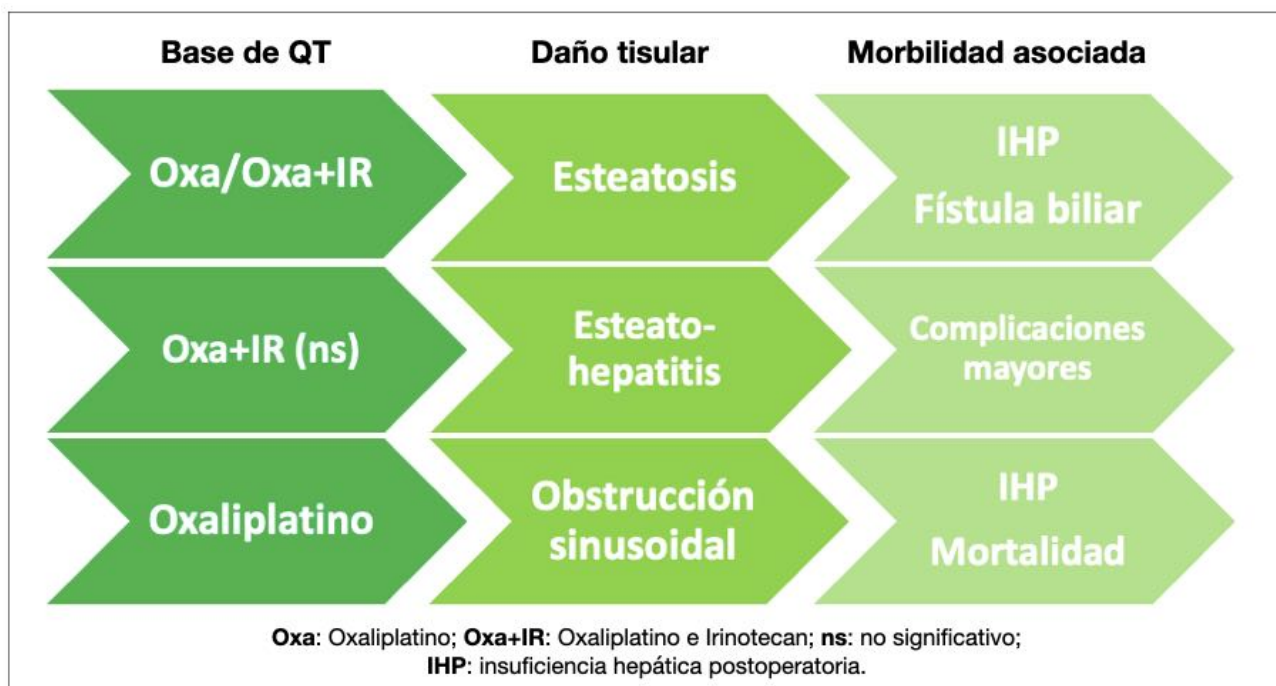 Base de QT
Daño tisular
Morbilidad asociada
Oxa/Oxa+IR
Esteatosis
IHP
Fístula biliar
Oxa+IR (ns)
Esteato-
hepatitis
Complicaciones
mayores
Oxaliplatino
Obstrucción
sinusoidal
IHP
Mortalidad
Oxa: Oxaliplatino; Oxa+IR: Oxaliplatino e Irinotecan; ns: no significativo;
IHP: insuficiencia hepática postoperatoria.